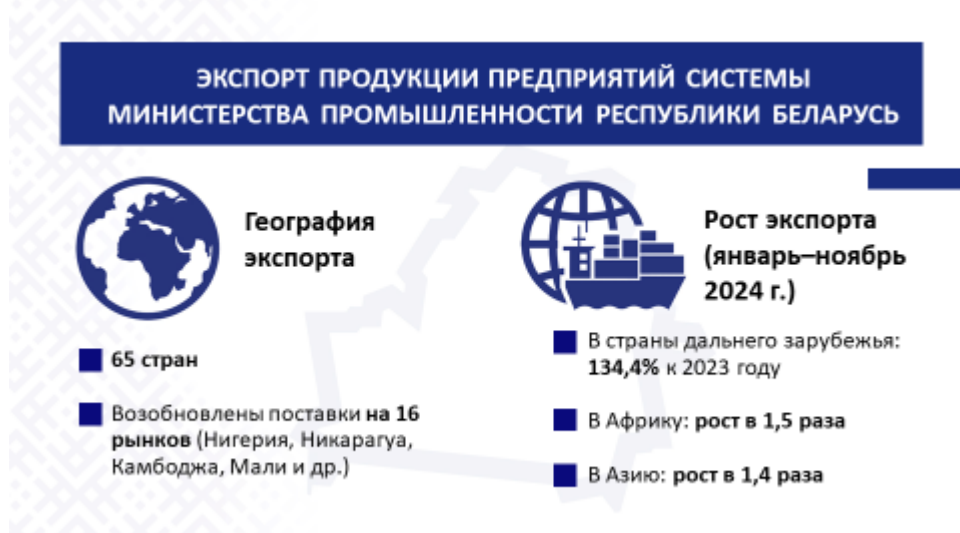 ЭКСПОРТ ПРОДУКЦИИ ПРЕДПРИЯТИЙ СИСТЕМЫ
МИНИСТЕРСТВА ПРОМЫШЛЕННОСТИ РЕСПУБЛИКИ БЕЛАРУСЬ
География
экспорта
65 стран
Возобновлены поставки на 16
рынков (Нигерия, Никарагуа,
Камбоджа, Мали и др.)
Рост экспорта
(январь–ноябрь
2024 г.)
В страны дальнего зарубежья:
134,4% к 2023 году
В Африку: рост в 1,5 раза
В Азию: рост в 1,4 раза